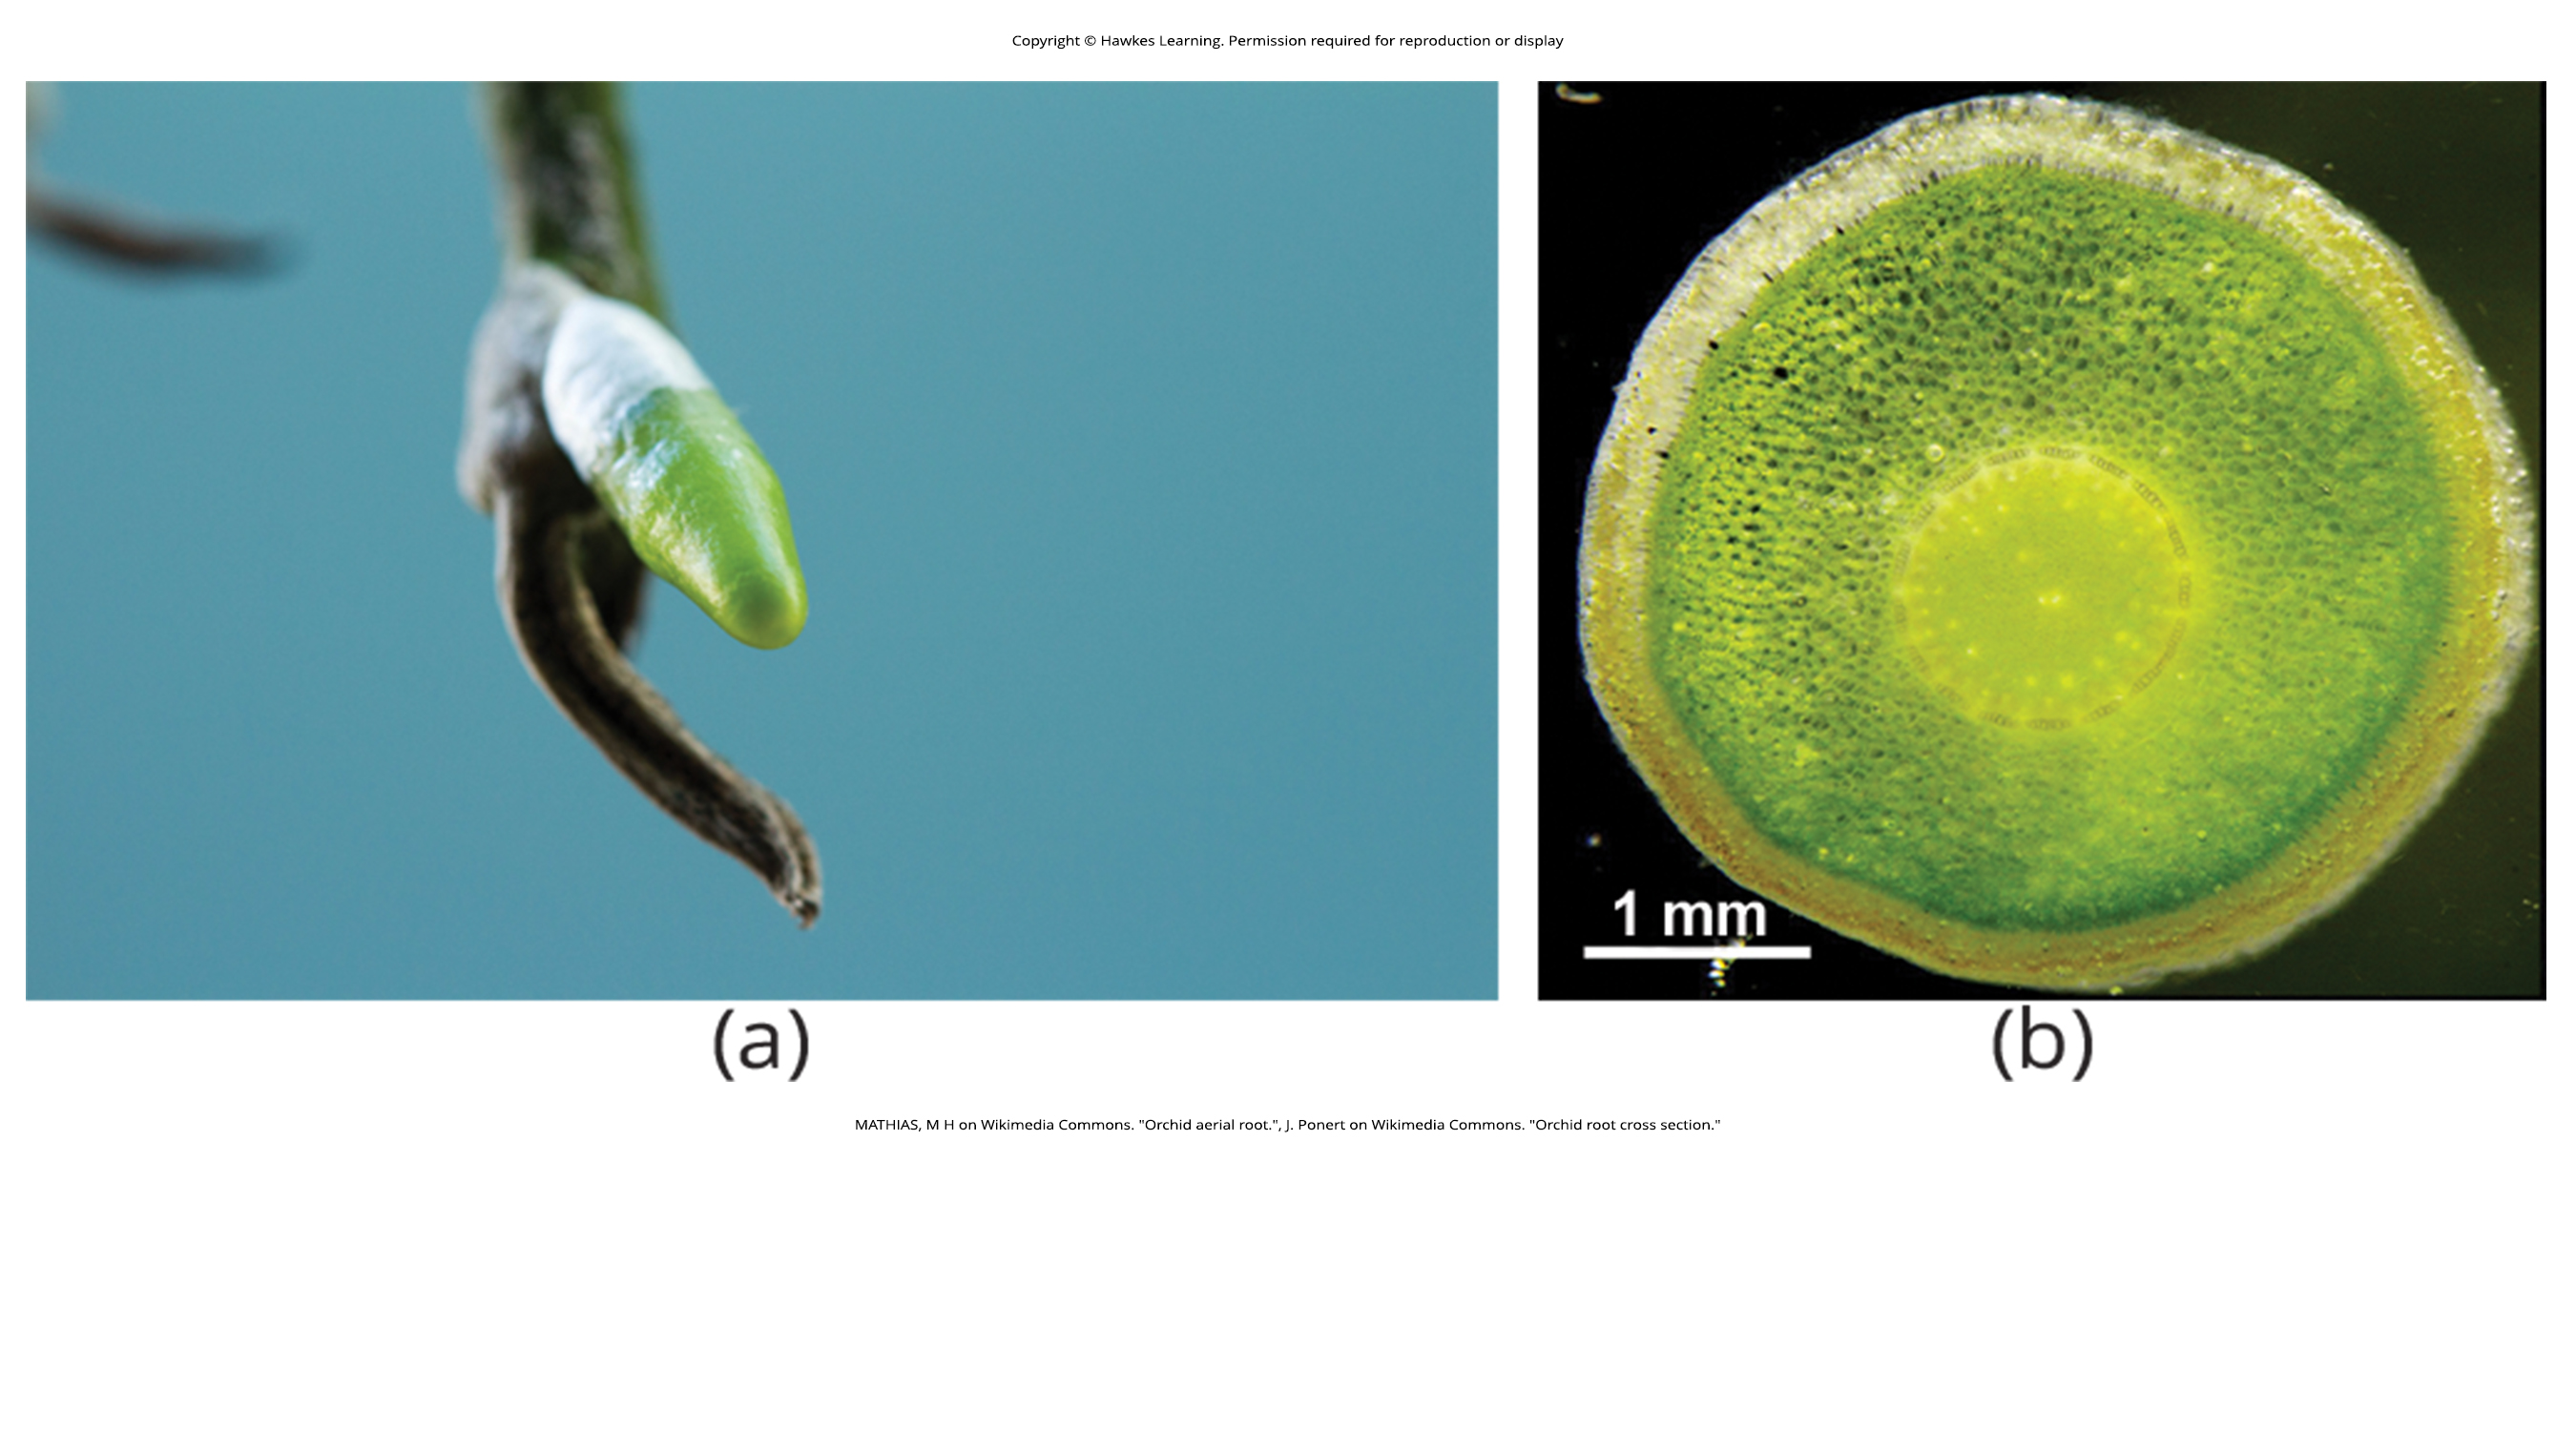 Copyright © Hawkes Learning. Permission required for reproduction or display
1 mm
(a)
(b)
MATHIAS, M H on Wikimedia Commons. "Orchid aerial root.", J. Ponert on Wikimedia Commons. "Orchid root cross section."